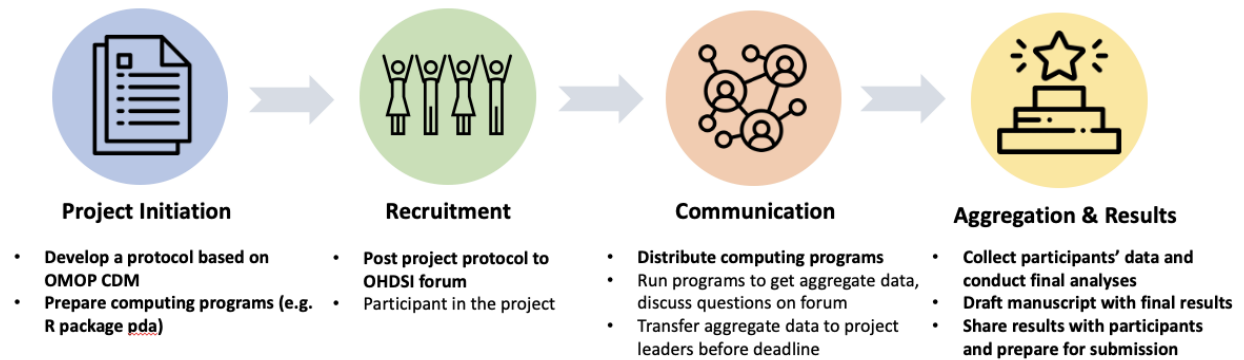 Project Initiation
• Develop a protocol based on
OMOP CDM
• Prepare computing programs (e.g.
R package pda)
Recruitment
• Post project protocol to
OHDSI forum
• Participant in the project
Communication
• Distribute computing programs
• Run programs to get aggregate data,
discuss questions on forum
• Transfer aggregate data to project
leaders before deadline
Aggregation & Results
• Collect participants’ data and
conduct final analyses
• Draft manuscript with final results
• Share results with participants
and prepare for submission